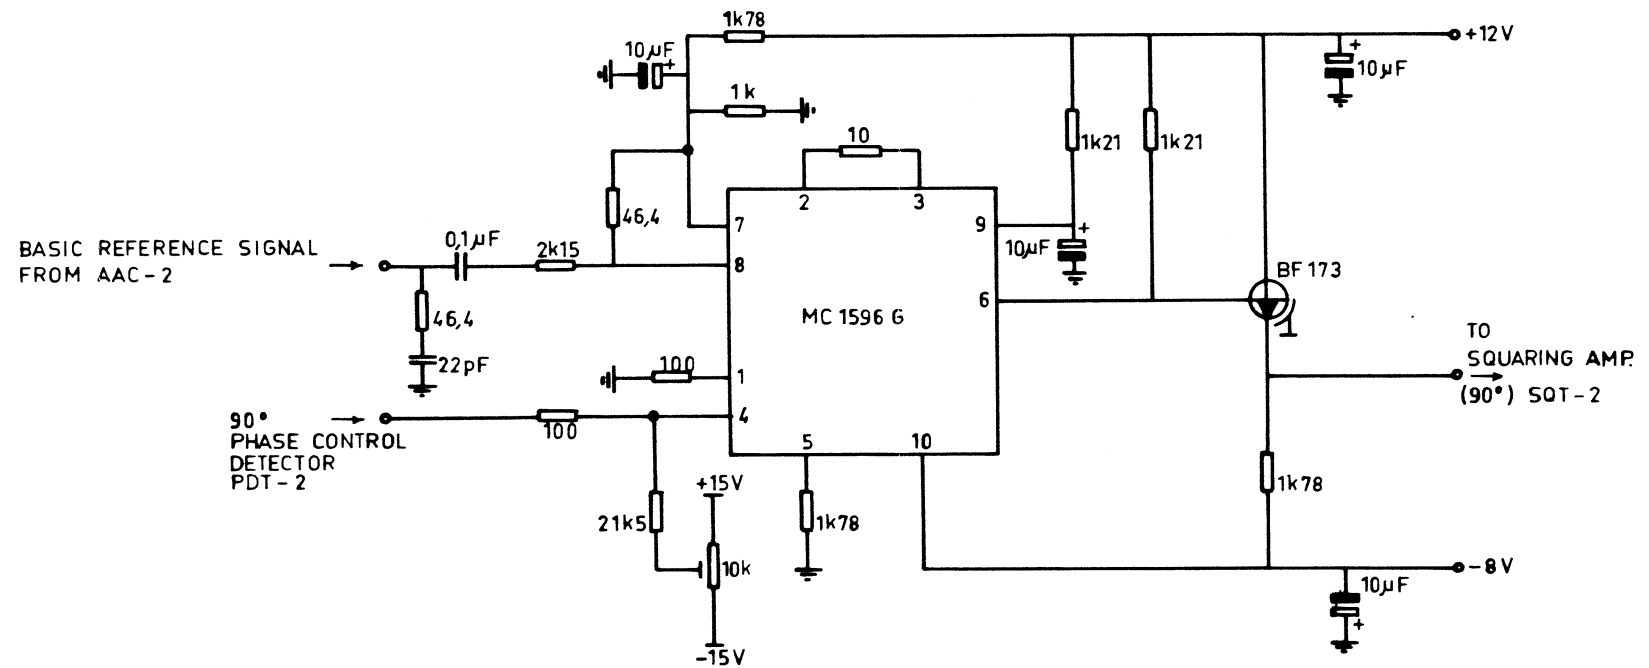 1k78
+12V
10µF
+
+
10µF
1k
10
1k21
1k21
2
3
46,4
7
9
+
10µF
BASIC REFERENCE SIGNAL
FROM AAC-2
0,1µF
2k15
8
BF173
6
MC 1596 G
46,4
TO
SQUARING AMP.
(90°) SQT-2
22pF
100
1
90°
PHASE CONTROL
DETECTOR
PDT-2
100
4
5
10
+15V
1k78
21k5
1k78
10k
-8V
10µF
+
-15V